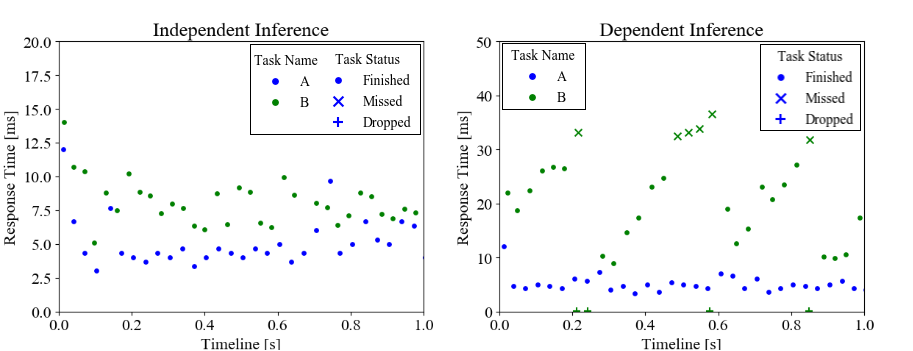 Independent Inference
20.0
17.5
15.0
12.5
10.0
7.5
5.0
2.5
0.0
Response Time [ms]
Task Name
A
B
Task Status
Finished
Missed
Dropped
0.0 0.2 0.4 0.6 0.8 1.0
Timeline [s]
Dependent Inference
50
40
30
20
10
0
Response Time [ms]
Task Name
A
B
Task Status
Finished
Missed
Dropped
0.0 0.2 0.4 0.6 0.8 1.0
Timeline [s]